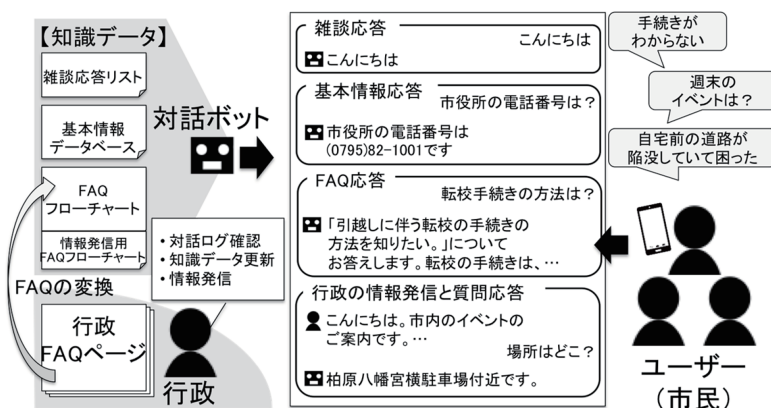 【知識データ】
雑談応答リスト
基本情報
データベース
FAQ
フローチャート
情報発信用
FAQフローチャート
FAQの変換
行政
FAQページ
対話ボット
・対話ログ確認
・知識データ更新
・情報発信
行政
雑談応答
こんにちは
こんにちは
基本情報応答
市役所の電話番号は？
市役所の電話番号は
(0795)82-1001です
FAQ応答
転校手続きの方法は？
「引越しに伴う転校の手続きの
方法を知りたい。」について
お答えします。転校の手続きは、…
行政の情報発信と質問応答
こんにちは。市内のイベントの
ご案内です。…
場所はどこ？
柏原八幡宮横駐車場付近です。
手続きが
わからない
週末の
イベントは？
自宅前の道路が
陥没していて困った
ユーザー
（市民）